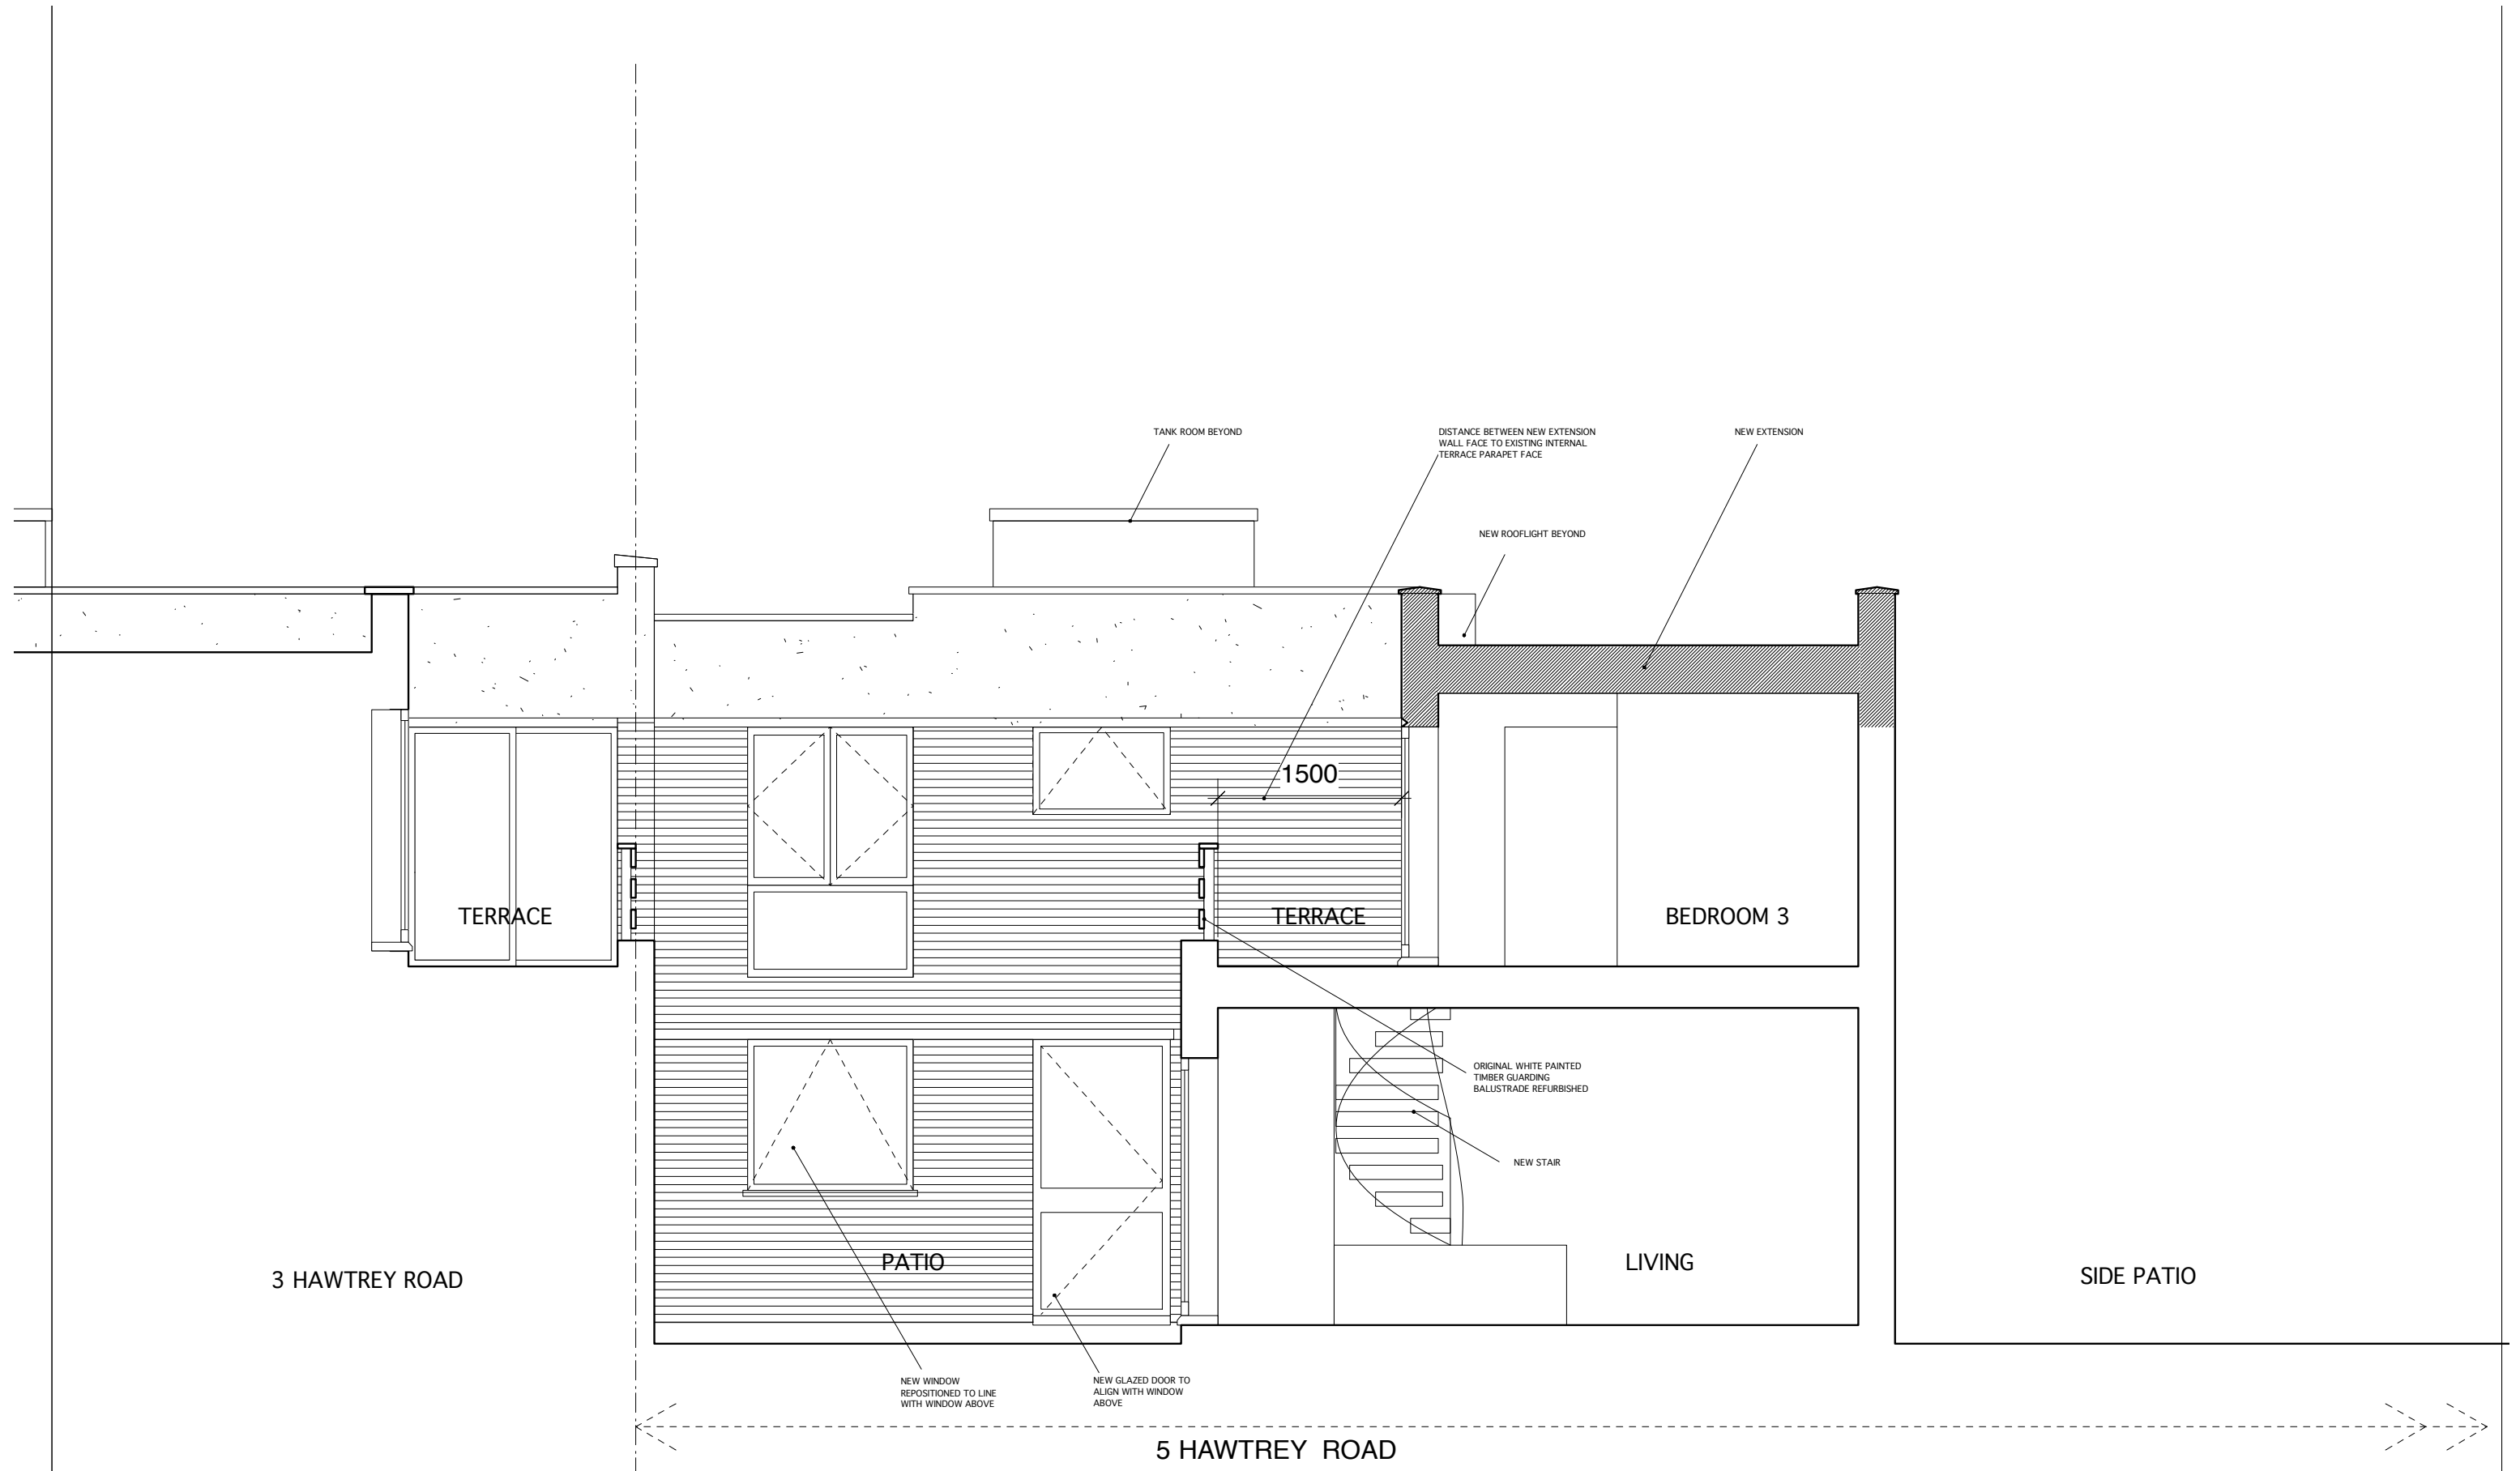 TANK ROOM BEYOND
DISTANCE BETWEEN NEW EXTENSION
WALL FACE TO EXISTING INTERNAL
TERRACE PARAPET FACE
NEW EXTENSION
NEW ROOFLIGHT BEYOND
1500
TERRACE
TERRACE
BEDROOM 3
ORIGINAL WHITE PAINTED
TIMBER GUARDING
BALUSTRADE REFURBISHED
NEW STAIR
3 HAWTREY ROAD
PATIO
LIVING
SIDE PATIO
NEW WINDOW
REPOSITIONED TO LINE
WITH WINDOW ABOVE
NEW GLAZED DOOR TO
ALIGN WITH WINDOW
ABOVE
5 HAWTREY ROAD